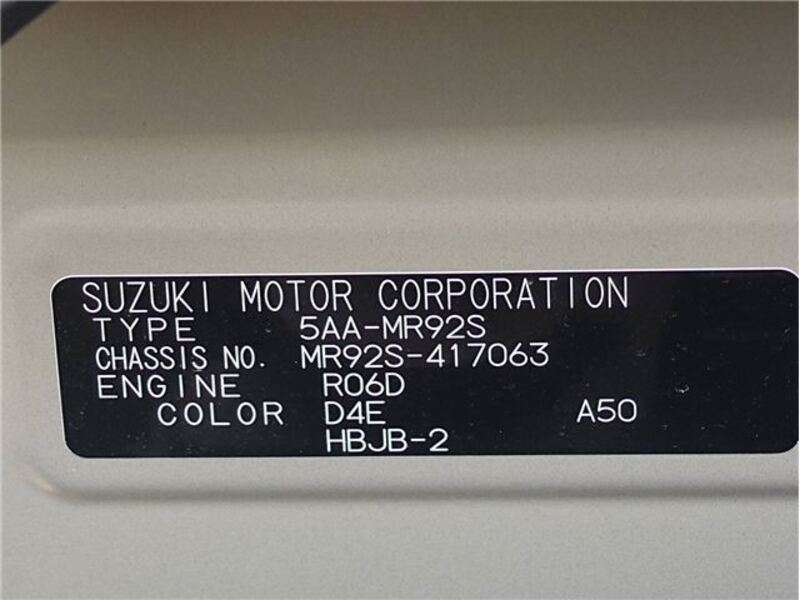 SUZUKI MOTOR CORPORATION
TYPE 5AA-MR92S
CHASSIS NO. MR92S-417063
ENGINE R06D
COLOR D4E A50
HBJB-2